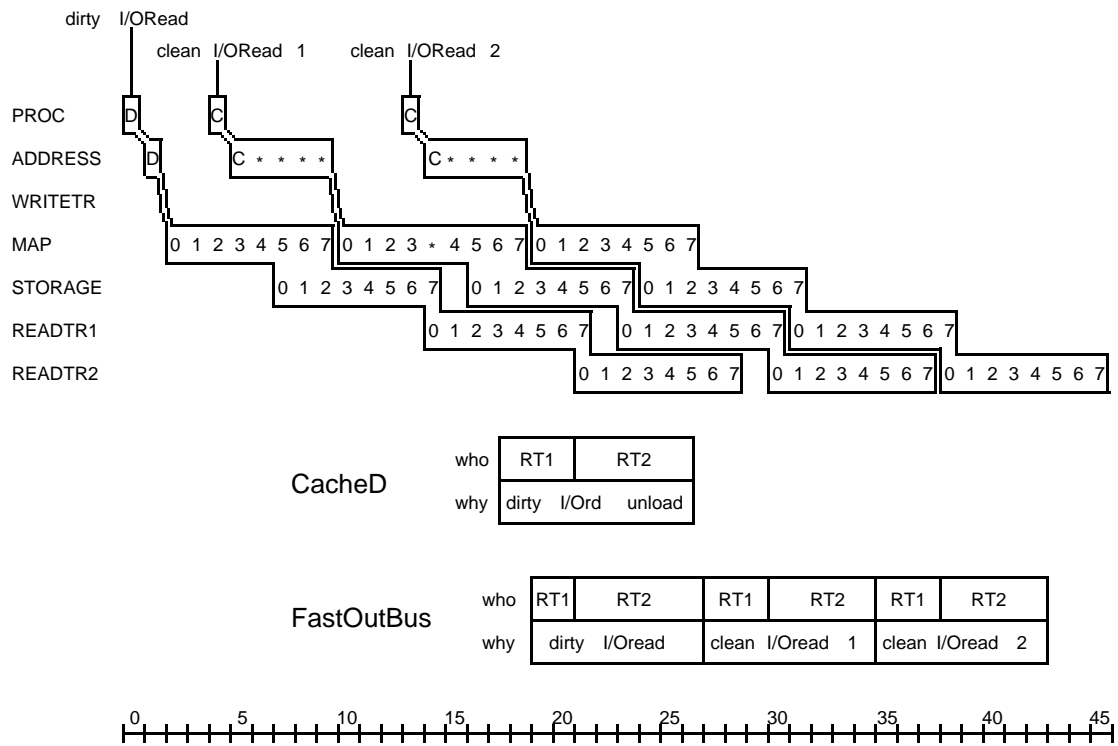 dirty I/ORead
clean I/ORead 1 clean I/ORead 2
PROC D C C
ADDRESS D C * * * * C * * * *
WRITETR
MAP 0 1 2 3 4 5 6 7 0 1 2 3 * 4 5 6 7 0 1 2 3 4 5 6 7
STORAGE 0 1 2 3 4 5 6 7 0 1 2 3 4 5 6 7 0 1 2 3 4 5 6 7
READTR1 0 1 2 3 4 5 6 7 0 1 2 3 4 5 6 7 0 1 2 3 4 5 6 7
READTR2 0 1 2 3 4 5 6 7 0 1 2 3 4 5 6 7 0 1 2 3 4 5 6 7
who RT1 RT2
CacheD
why dirty I/Ord unload
who RT1 RT2 RT1 RT2 RT1 RT2
FastOutBus
why dirty I/Oread clean I/Oread 1 clean I/Oread 2
0 5 10 15 20 25 30 35 40 45